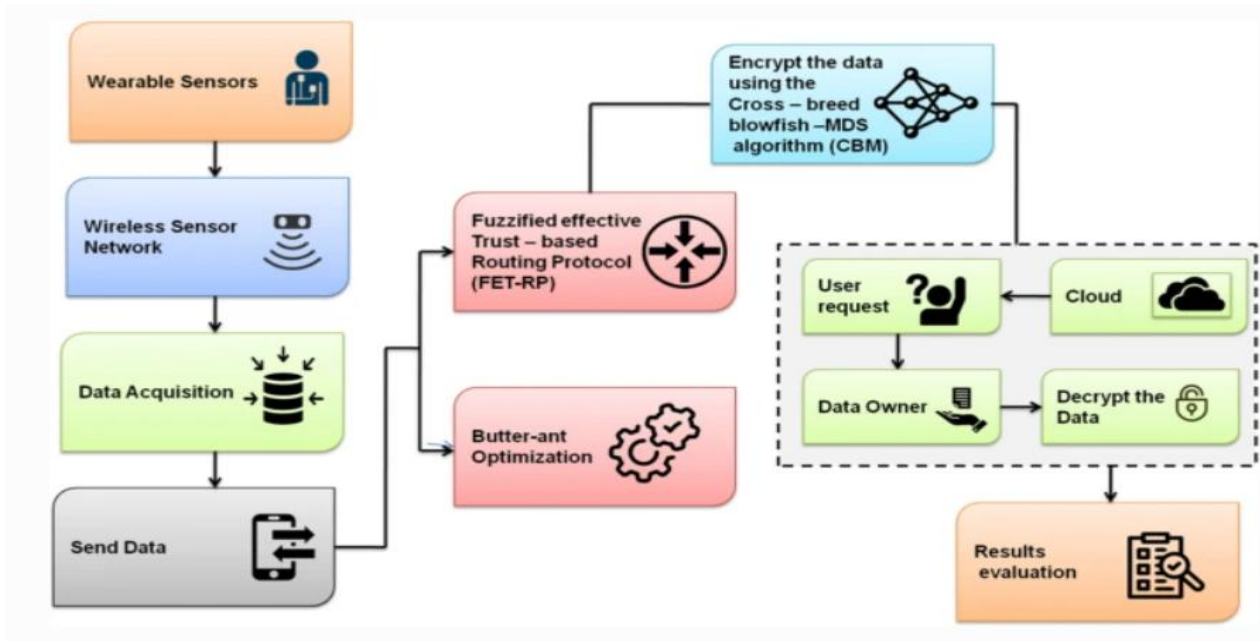 Wearable Sensors
Wireless Sensor
Network
Data Acquisition
Send Data
Fuzzified effective
Trust – based
Routing Protocol
(FET-RP)
Butter-ant
Optimization
Encrypt the data
using the
Cross – breed
blowfish –MDS
algorithm (CBM)
User
request
?
Cloud
Data Owner
Decrypt the
Data
Results
evaluation